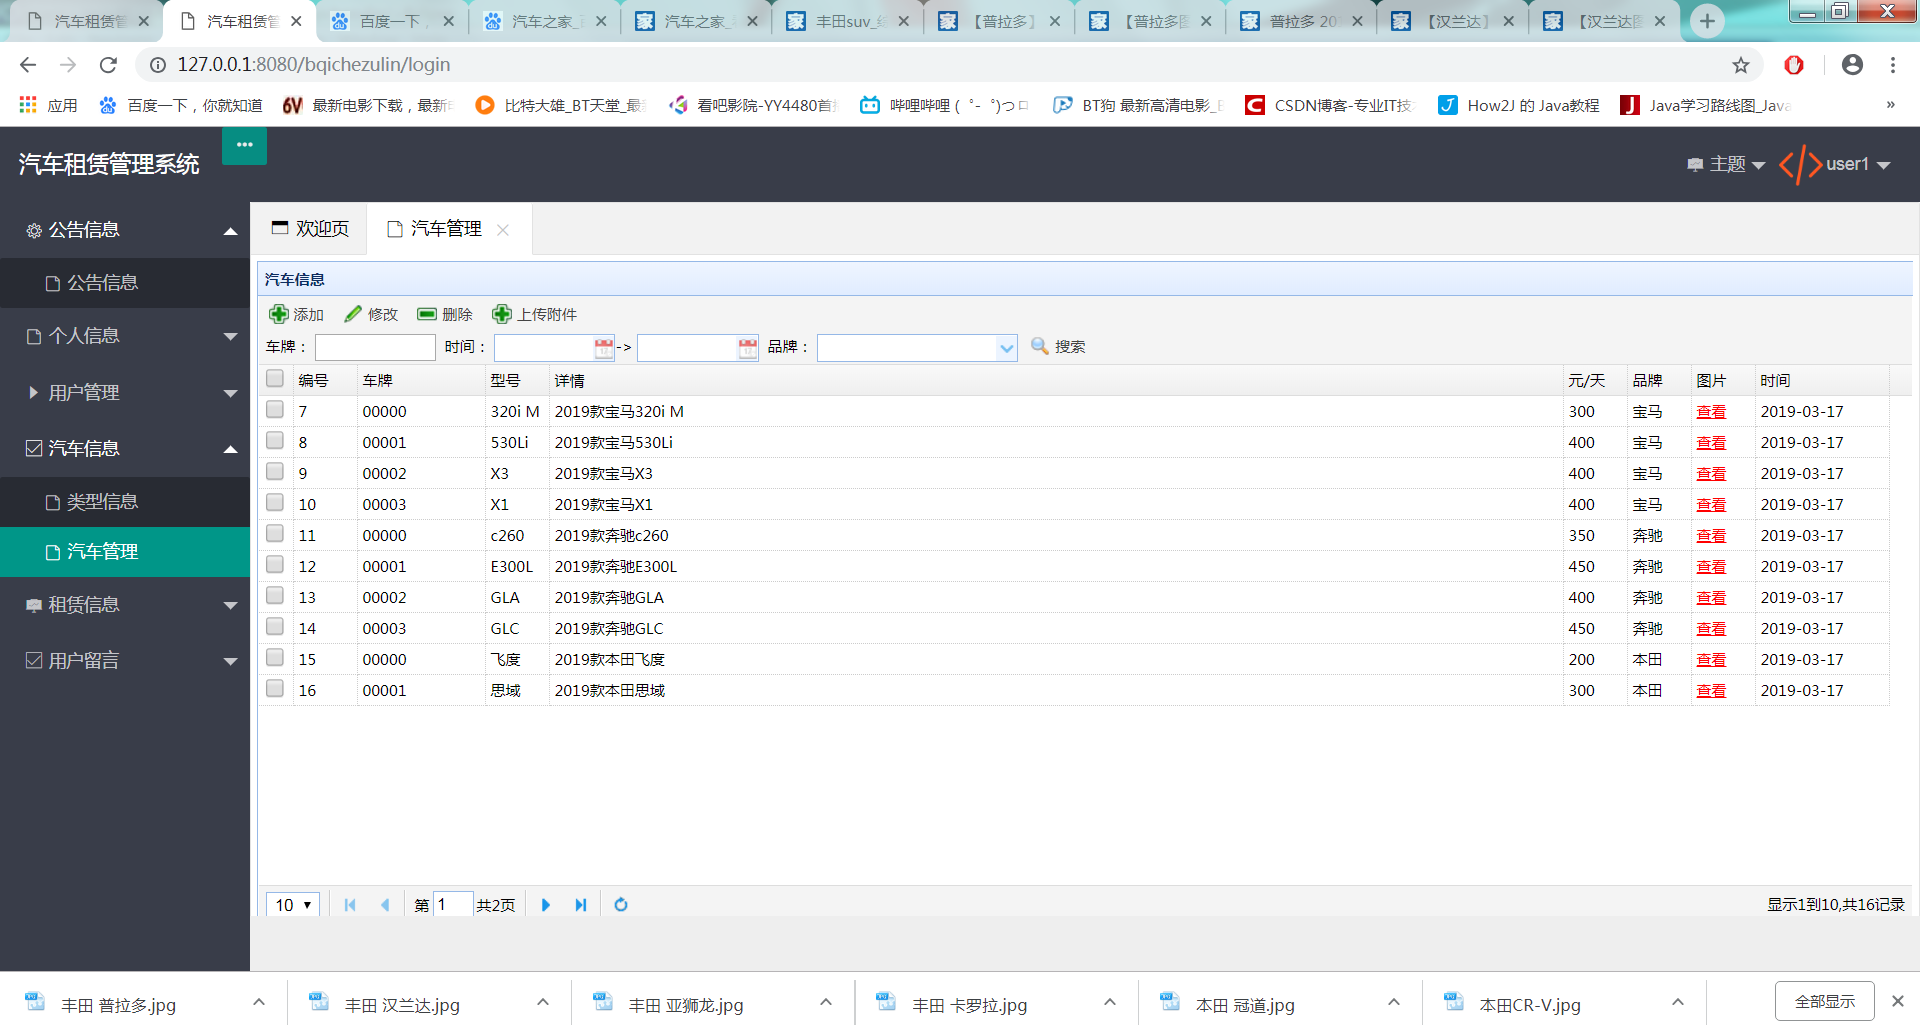 汽车租赁管
汽车租赁管
百度一下，
汽车之家_百
汽车之家_
丰田suv_
【普拉多】
【普拉多图
普拉多 20
【汉兰达】
【汉兰达图
127.0.0.1:8080/bqichezulin/login
应用
百度一下，你就知道
6V 最新电影下载，最新电
比特大雄_BT天堂_最新
看吧影院-YY4480首播
哔哩哔哩 ( ゜- ゜)つロ
BT狗 最新高清电影_B
CSDN博客-专业IT技
How2J 的 Java教程
Java学习路线图_Java
»
汽车租赁管理系统
主题
user1
公告信息
公告信息
个人信息
用户管理
汽车信息
类型信息
汽车管理
租赁信息
用户留言
欢迎页
汽车管理
汽车信息
添加 修改 删除 上传附件
车牌： 时间： -> 品牌： 搜索
编号 车牌 型号 详情 元/天 品牌 图片 时间
7 00000 320i M 2019款宝马320i M 300 宝马 查看 2019-03-17
8 00001 530Li 2019款宝马530Li 400 宝马 查看 2019-03-17
9 00002 X3 2019款宝马X3 400 宝马 查看 2019-03-17
10 00003 X1 2019款宝马X1 400 宝马 查看 2019-03-17
11 00000 c260 2019款奔驰c260 350 奔驰 查看 2019-03-17
12 00001 E300L 2019款奔驰E300L 450 奔驰 查看 2019-03-17
13 00002 GLA 2019款奔驰GLA 400 奔驰 查看 2019-03-17
14 00003 GLC 2019款奔驰GLC 450 奔驰 查看 2019-03-17
15 00000 飞度 2019款本田飞度 200 本田 查看 2019-03-17
16 00001 思域 2019款本田思域 300 本田 查看 2019-03-17
10 第 1 共2页
显示1到10,共16记录
丰田 普拉多.jpg
丰田 汉兰达.jpg
丰田 亚狮龙.jpg
丰田 卡罗拉.jpg
本田 冠道.jpg
本田CR-V.jpg
全部显示